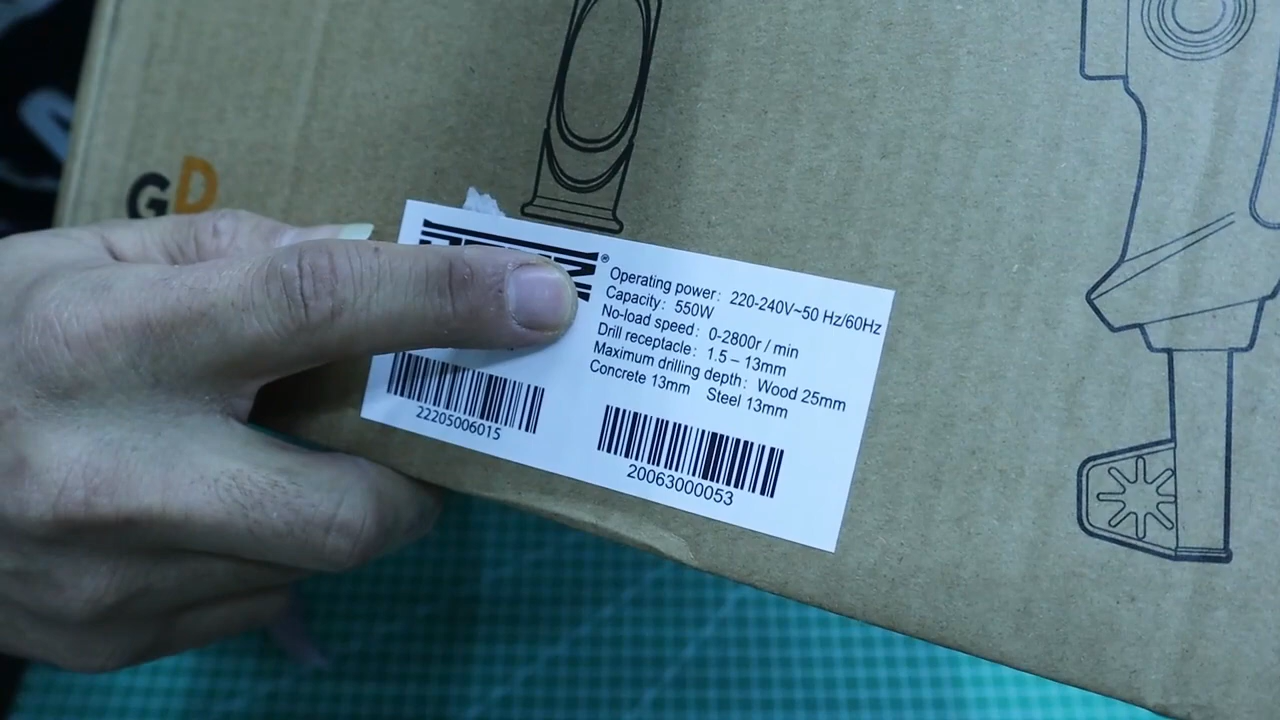 GD
®
Operating power: 220-240V~50 Hz/60Hz
Capacity: 550W
No-load speed: 0-2800r / min
Drill receptacle: 1.5 – 13mm
Maximum drilling depth: Wood 25mm
Concrete 13mm Steel 13mm
22205006015
20063000053